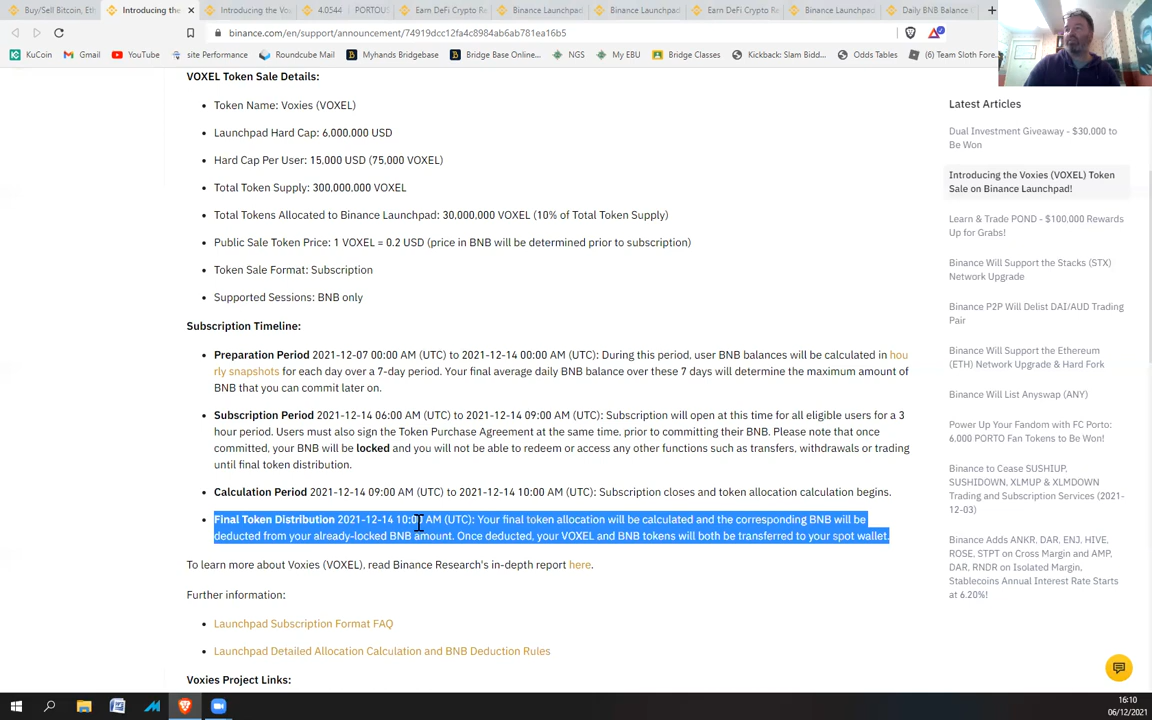 Buy/Sell Bitcoin, Eth
Introducing the
Introducing the Vo
4.0544
PORTOUS
Earn DeFi Crypto Re
Binance Launchpad
Binance Launchpad
Earn DeFi Crypto Re
Binance Launchpad
Daily BNB Balance
binance.com/en/support/announcement/74919dcc12fa4c8984ab6ab781ea16b5
KuCoin
Gmail
YouTube
site Performance
Roundcube Mail
Myhands Bridgebase
Bridge Base Online...
NGS
My EBU
Bridge Classes
Kickback: Slam Bidd...
Odds Tables
(6) Team Sloth Fore
VOXEL Token Sale Details:
• Token Name: Voxies (VOXEL)
• Launchpad Hard Cap: 6,000,000 USD
• Hard Cap Per User: 15,000 USD (75,000 VOXEL)
• Total Token Supply: 300,000,000 VOXEL
• Total Tokens Allocated to Binance Launchpad: 30,000,000 VOXEL (10% of Total Token Supply)
• Public Sale Token Price: 1 VOXEL = 0.2 USD (price in BNB will be determined prior to subscription)
• Token Sale Format: Subscription
• Supported Sessions: BNB only
Subscription Timeline:
• Preparation Period 2021-12-07 00:00 AM (UTC) to 2021-12-14 00:00 AM (UTC): During this period, user BNB balances will be calculated in hou
rly snapshots for each day over a 7-day period. Your final average daily BNB balance over these 7 days will determine the maximum amount of
BNB that you can commit later on.
• Subscription Period 2021-12-14 06:00 AM (UTC) to 2021-12-14 09:00 AM (UTC): Subscription will open at this time for all eligible users for a 3
hour period. Users must also sign the Token Purchase Agreement at the same time, prior to committing their BNB. Please note that once
committed, your BNB will be locked and you will not be able to redeem or access any other functions such as transfers, withdrawals or trading
until final token distribution.
• Calculation Period 2021-12-14 09:00 AM (UTC) to 2021-12-14 10:00 AM (UTC): Subscription closes and token allocation calculation begins.
• Final Token Distribution 2021-12-14 10:00 AM (UTC): Your final token allocation will be calculated and the corresponding BNB will be
deducted from your already-locked BNB amount. Once deducted, your VOXEL and BNB tokens will both be transferred to your spot wallet.
To learn more about Voxies (VOXEL), read Binance Research's in-depth report here.
Further information:
• Launchpad Subscription Format FAQ
• Launchpad Detailed Allocation Calculation and BNB Deduction Rules
Voxies Project Links:
Latest Articles
Dual Investment Giveaway - $30,000 to
Be Won
Introducing the Voxies (VOXEL) Token
Sale on Binance Launchpad!
Learn & Trade POND - $100,000 Rewards
Up for Grabs!
Binance Will Support the Stacks (STX)
Network Upgrade
Binance P2P Will Delist DAI/AUD Trading
Pair
Binance Will Support the Ethereum
(ETH) Network Upgrade & Hard Fork
Binance Will List Anyswap (ANY)
Power Up Your Fandom with FC Porto:
6,000 PORTO Fan Tokens to Be Won!
Binance to Cease SUSHIUP,
SUSHIDOWN, XLMUP & XLMDOWN
Trading and Subscription Services (2021-
12-03)
Binance Adds ANKR, DAR, ENJ, HIVE,
ROSE, STPT on Cross Margin and AMP,
DAR, RNDR on Isolated Margin,
Stablecoins Annual Interest Rate Starts
at 6.20%!
16:10
06/12/2021